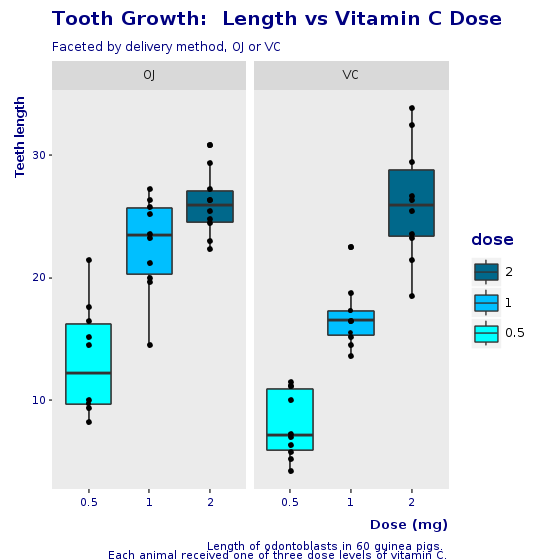 Tooth Growth:  Length vs Vitamin C Dose
Faceted by delivery method, OJ or VC
OJ
VC
Teeth length
30
20
10
0.5
1
2
0.5
1
2
Dose (mg)
dose
2
1
0.5
Length of odontoblasts in 60 guinea pigs.
Each animal received one of three dose levels of vitamin C.